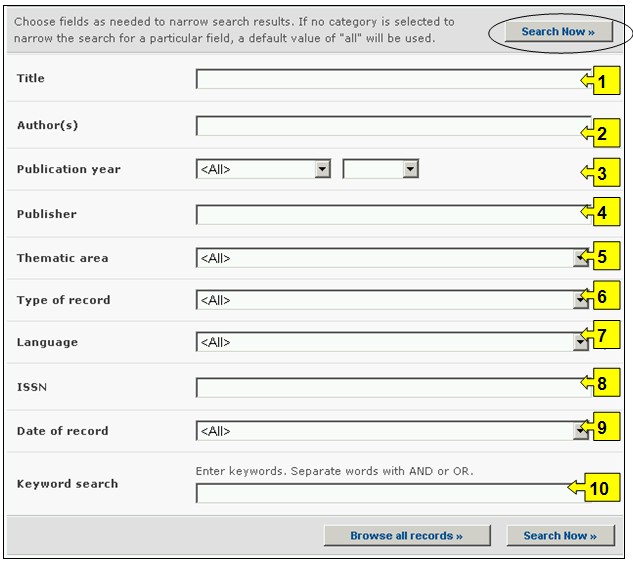 Choose fields as needed to narrow search results. If no category is selected to
narrow the search for a particular field, a default value of "all" will be used.
Search Now »
Title
1
Author(s)
2
Publication year <All>
3
Publisher
4
Thematic area <All>
5
Type of record <All>
6
Language <All>
7
ISSN
8
Date of record <All>
9
Enter keywords. Separate words with AND or OR.
Keyword search
10
Browse all records » Search Now »